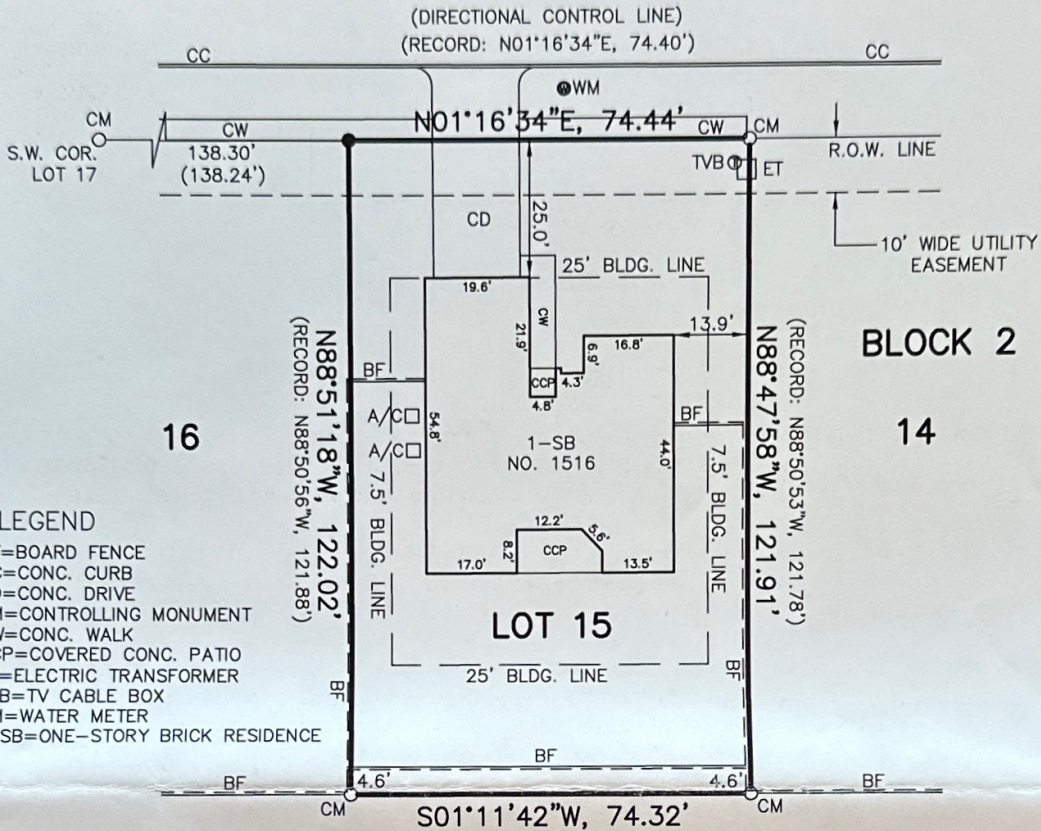 (DIRECTIONAL CONTROL LINE)
(RECORD: N01°16'34"E, 74.40')
CC
CC
WM
CM
CW
N01°16'34"E, 74.44'
CW
CM
S.W. COR.
LOT 17
138.30'
(138.24')
R.O.W. LINE
TVB
ET
CD
25.0'
10' WIDE UTILITY
EASEMENT
25' BLDG. LINE
19.6'
CW
21.9'
13.9'
16.8'
6.9'
BLOCK 2
BF
CCP
4.3'
4.8'
N88°51'18"W, 122.02'
(RECORD: N88°50'56"W, 121.88')
N88°47'58"W, 121.91'
(RECORD: N88°50'53"W, 121.78')
A/C
A/C
54.8'
BF
16
1-SB
NO. 1516
44.0'
14
7.5' BLDG. LINE
7.5' BLDG. LINE
12.2'
5.6'
8.2'
CCP
17.0'
13.5'
LOT 15
25' BLDG. LINE
LEGEND
=BOARD FENCE
=CONC. CURB
=CONC. DRIVE
=CONTROLLING MONUMENT
=CONC. WALK
P=COVERED CONC. PATIO
=ELECTRIC TRANSFORMER
B=TV CABLE BOX
=WATER METER
SB=ONE-STORY BRICK RESIDENCE
BF
BF
BF
BF
4.6'
4.6'
BF
CM
S01°11'42"W, 74.32'
CM